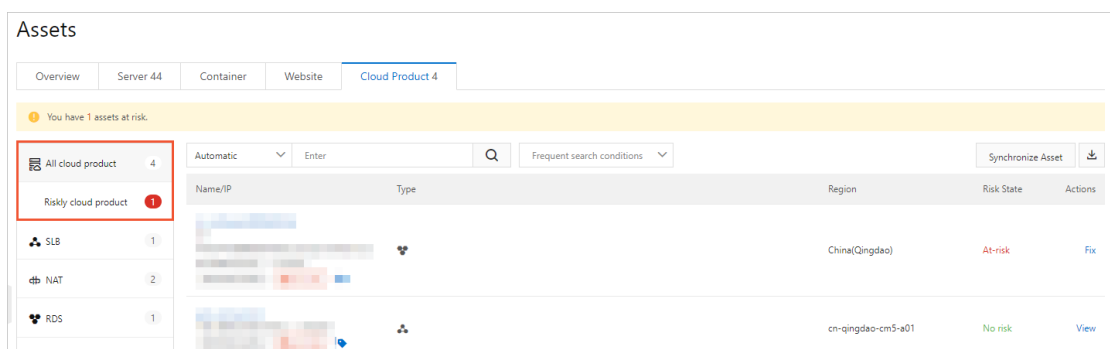 Assets
Overview Server 44 Container Website Cloud Product 4
You have 1 assets at risk.
All cloud product 4 Automatic Enter Frequent search conditions Synchronize Asset
Name/IP Type Region Risk State Actions
Riskly cloud product 1
SLB 1
China(Qingdao) At-risk Fix
NAT 2
RDS 1
cn-qingdao-cm5-a01 No risk View